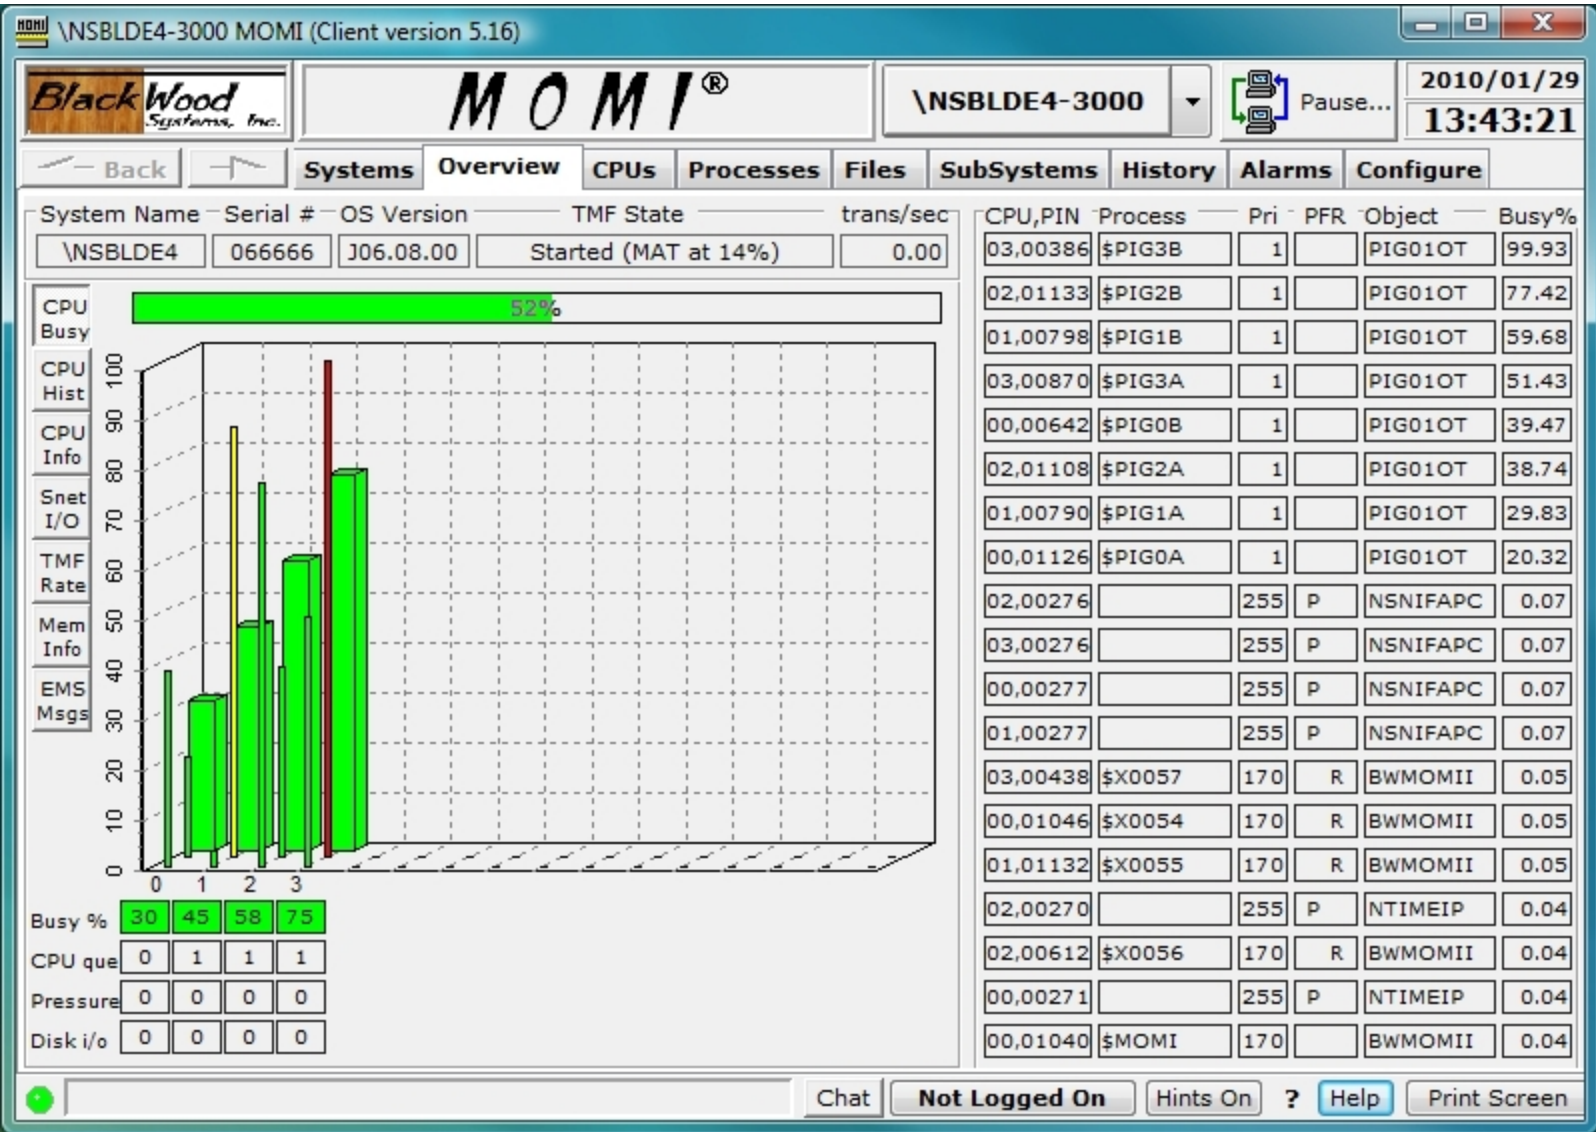 MOMI \NSBLDE4-3000 MOMI (Client version 5.16)
BlackWood Systems, Inc.
MOMI®
\NSBLDE4-3000
Pause...
2010/01/29
13:43:21
Back Systems Overview CPUs Processes Files SubSystems History Alarms Configure
System Name Serial # OS Version TMF State trans/sec
\NSBLDE4 066666 J06.08.00 Started (MAT at 14%) 0.00
CPU Busy
CPU Hist
CPU Info
Snet I/O
TMF Rate
Mem Info
EMS Msgs
52%
100
90
80
70
60
50
40
30
20
10
0
0 1 2 3
Busy % 30 45 58 75
CPU que 0 1 1 1
Pressure 0 0 0 0
Disk i/o 0 0 0 0
CPU,PIN Process Pri PFR Object Busy%
03,00386 $PIG3B 1 PIG01OT 99.93
02,01133 $PIG2B 1 PIG01OT 77.42
01,00798 $PIG1B 1 PIG01OT 59.68
03,00870 $PIG3A 1 PIG01OT 51.43
00,00642 $PIG0B 1 PIG01OT 39.47
02,01108 $PIG2A 1 PIG01OT 38.74
01,00790 $PIG1A 1 PIG01OT 29.83
00,01126 $PIG0A 1 PIG01OT 20.32
02,00276 255 P NSNIFAPC 0.07
03,00276 255 P NSNIFAPC 0.07
00,00277 255 P NSNIFAPC 0.07
01,00277 255 P NSNIFAPC 0.07
03,00438 $X0057 170 R BWMOMII 0.05
00,01046 $X0054 170 R BWMOMII 0.05
01,01132 $X0055 170 R BWMOMII 0.05
02,00270 255 P NTIMEIP 0.04
02,00612 $X0056 170 R BWMOMII 0.04
00,00271 255 P NTIMEIP 0.04
00,01040 $MOMI 170 BWMOMII 0.04
Chat Not Logged On Hints On ? Help Print Screen